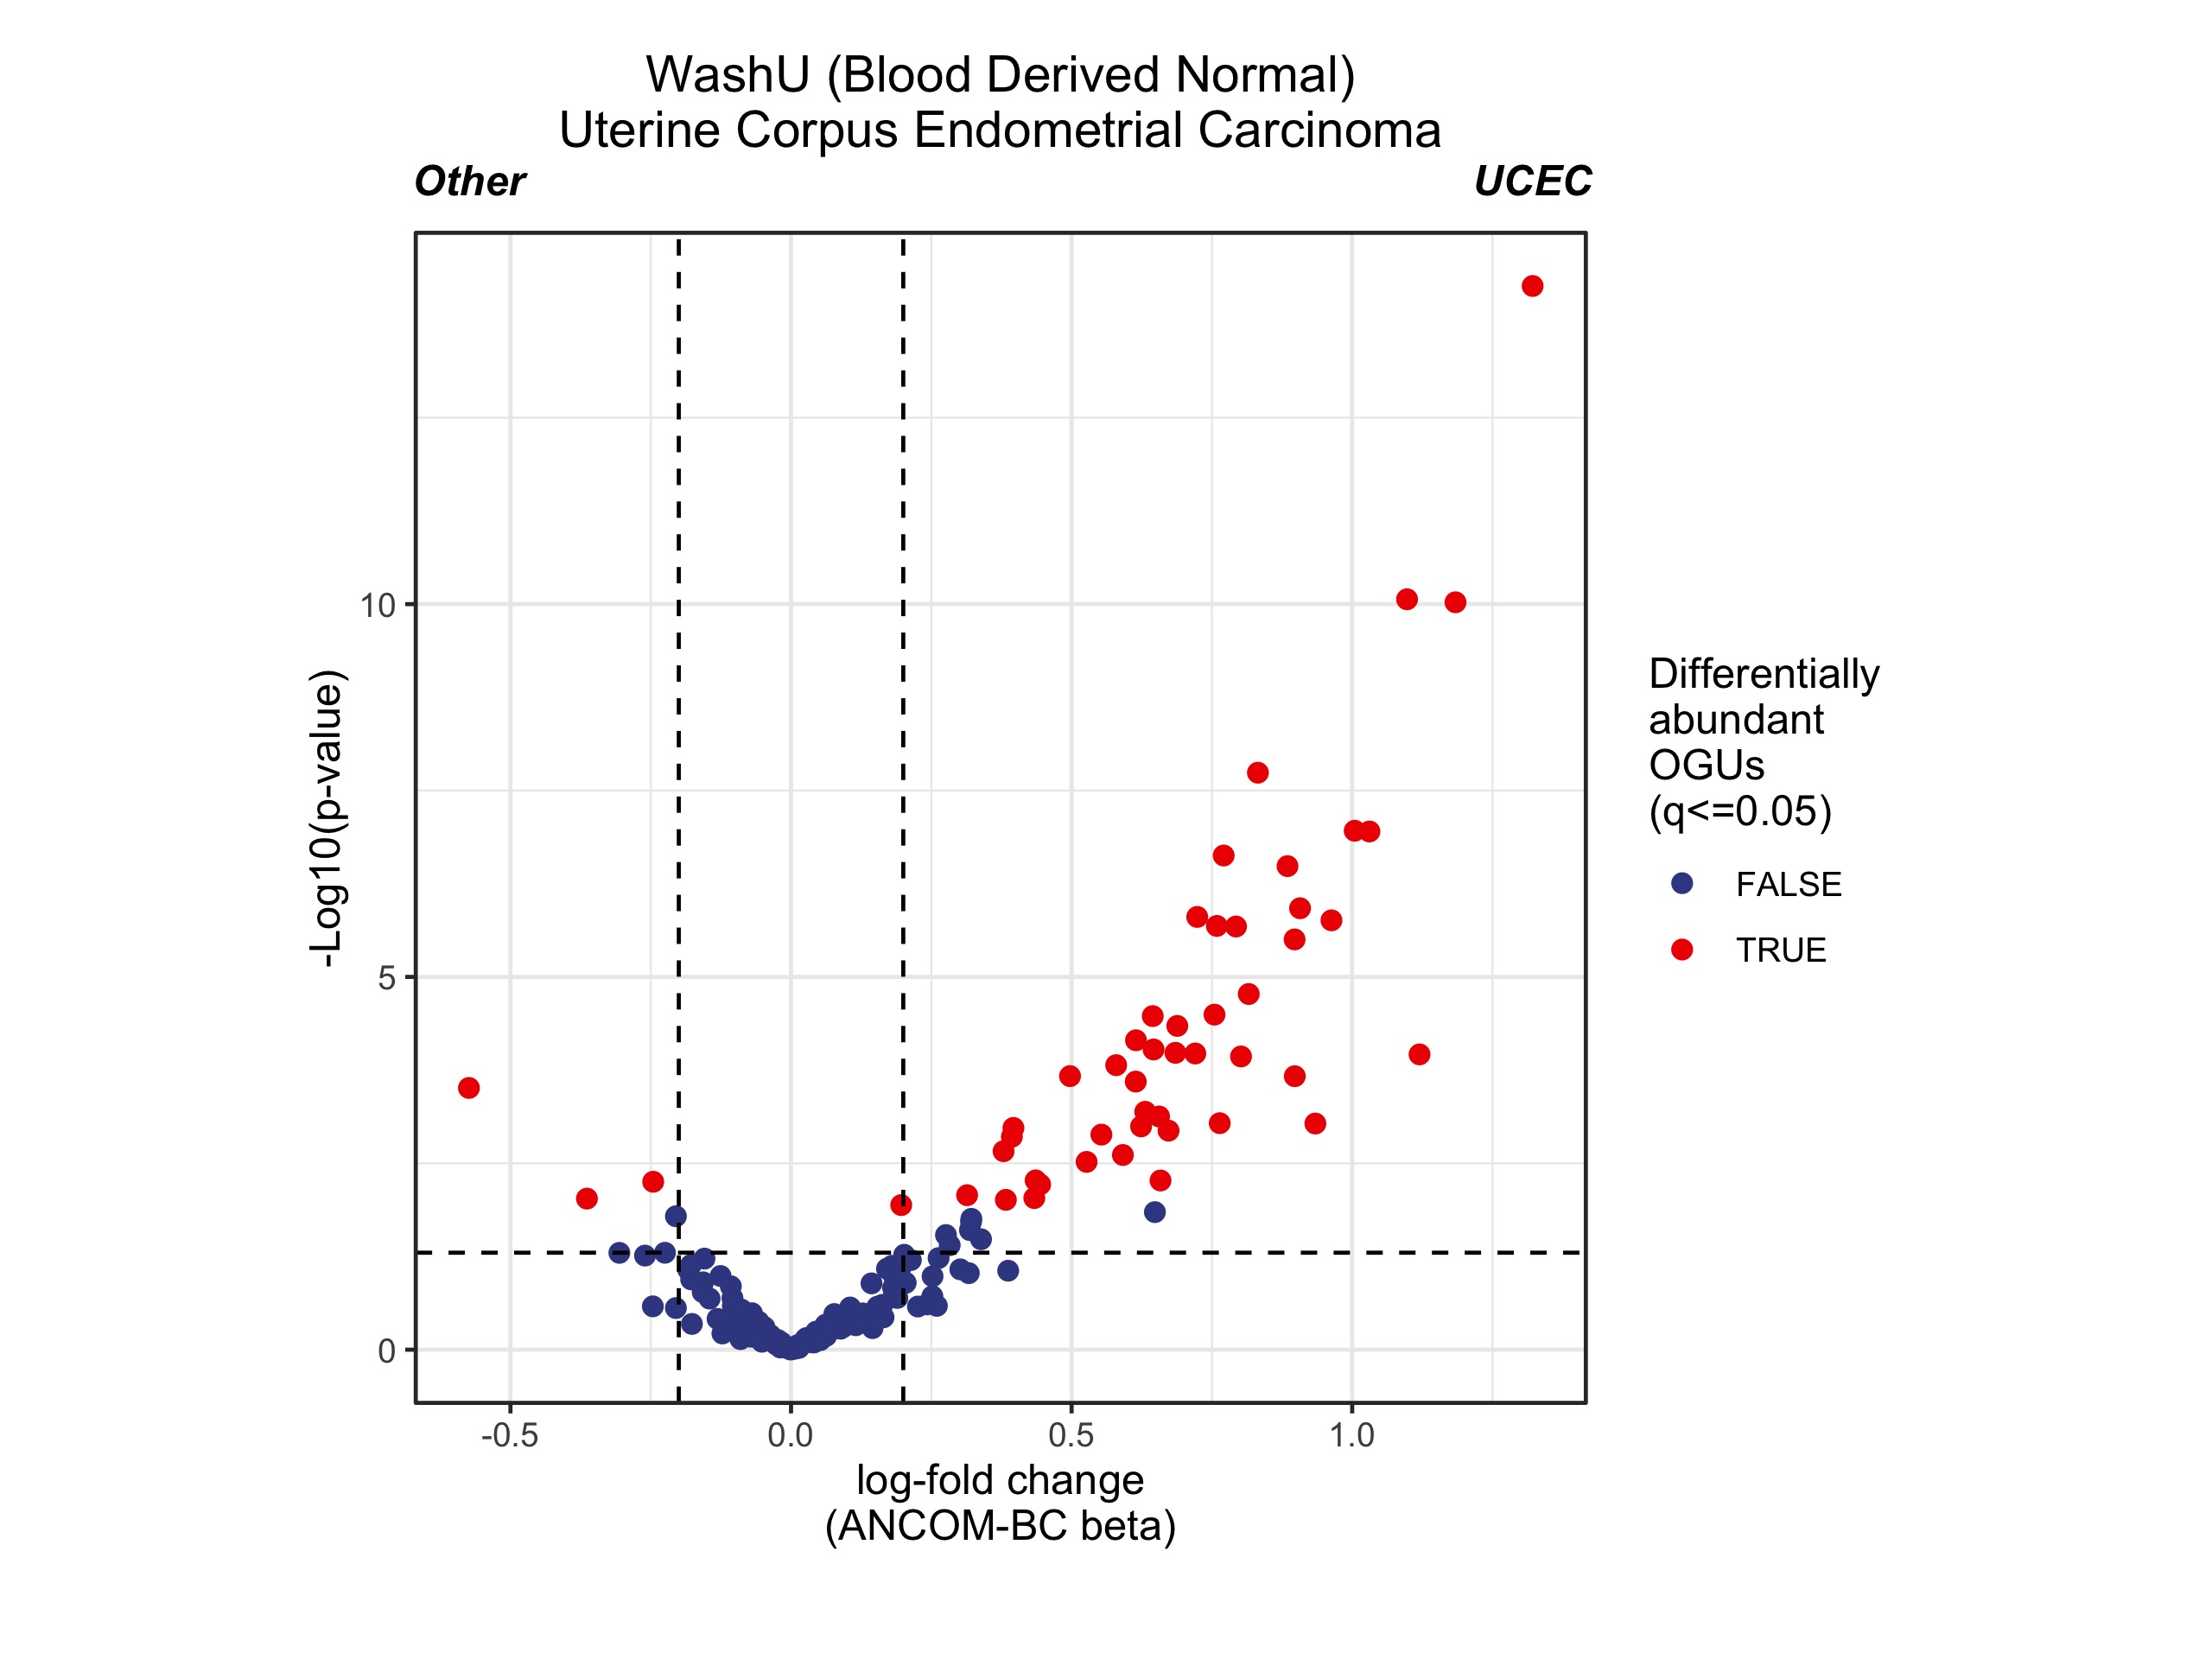 WashU (Blood Derived Normal)
Uterine Corpus Endometrial Carcinoma
Other
UCEC
-Log10(p-value)
10
5
0
-0.5
0.0
0.5
1.0
log-fold change
(ANCOM-BC beta)
Differentially
abundant
OGUs
(q<=0.05)
FALSE
TRUE